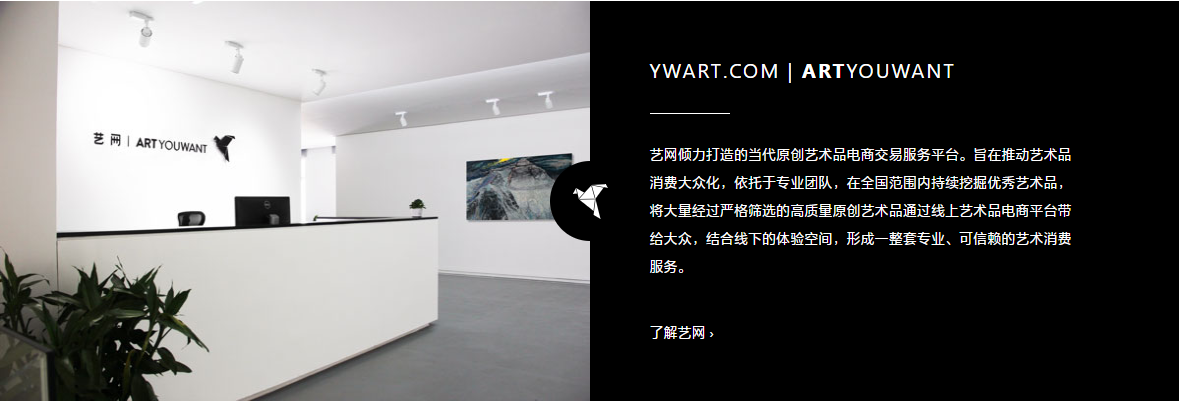 艺网 | ARTYOUWANT
YWART.COM | ARTYOUWANT
艺网倾力打造的当代原创艺术品电商交易服务平台。旨在推动艺术品
消费大众化，依托于专业团队，在全国范围内持续挖掘优秀艺术品，
将大量经过严格筛选的高质量原创艺术品通过线上艺术品电商平台带
给大众，结合线下的体验空间，形成一整套专业、可信赖的艺术消费
服务。
了解艺网 ›